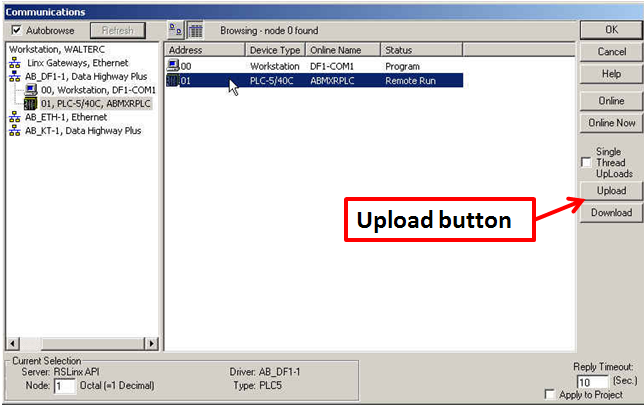 Communications
Autobrowse
Refresh
Browsing - node 0 found
OK
Cancel
Help
Online
Online Now
Single
Thread
UpLoads
Upload
Download
Workstation, WALTERC
Linx Gateways, Ethernet
AB_DF1-1, Data Highway Plus
00, Workstation, DF1-COM1
01, PLC-5/40C, ABMXRPLC
AB_ETH-1, Ethernet
AB_KT-1, Data Highway Plus
Address Device Type Online Name Status
00 Workstation DF1-COM1 Program
01 PLC-5/40C ABMXRPLC Remote Run
Upload button
Current Selection
Server: RSLinx API Driver: AB_DF1-1
Node: 1 Octal (=1 Decimal) Type: PLC5
Reply Timeout:
10 (Sec.)
Apply to Project